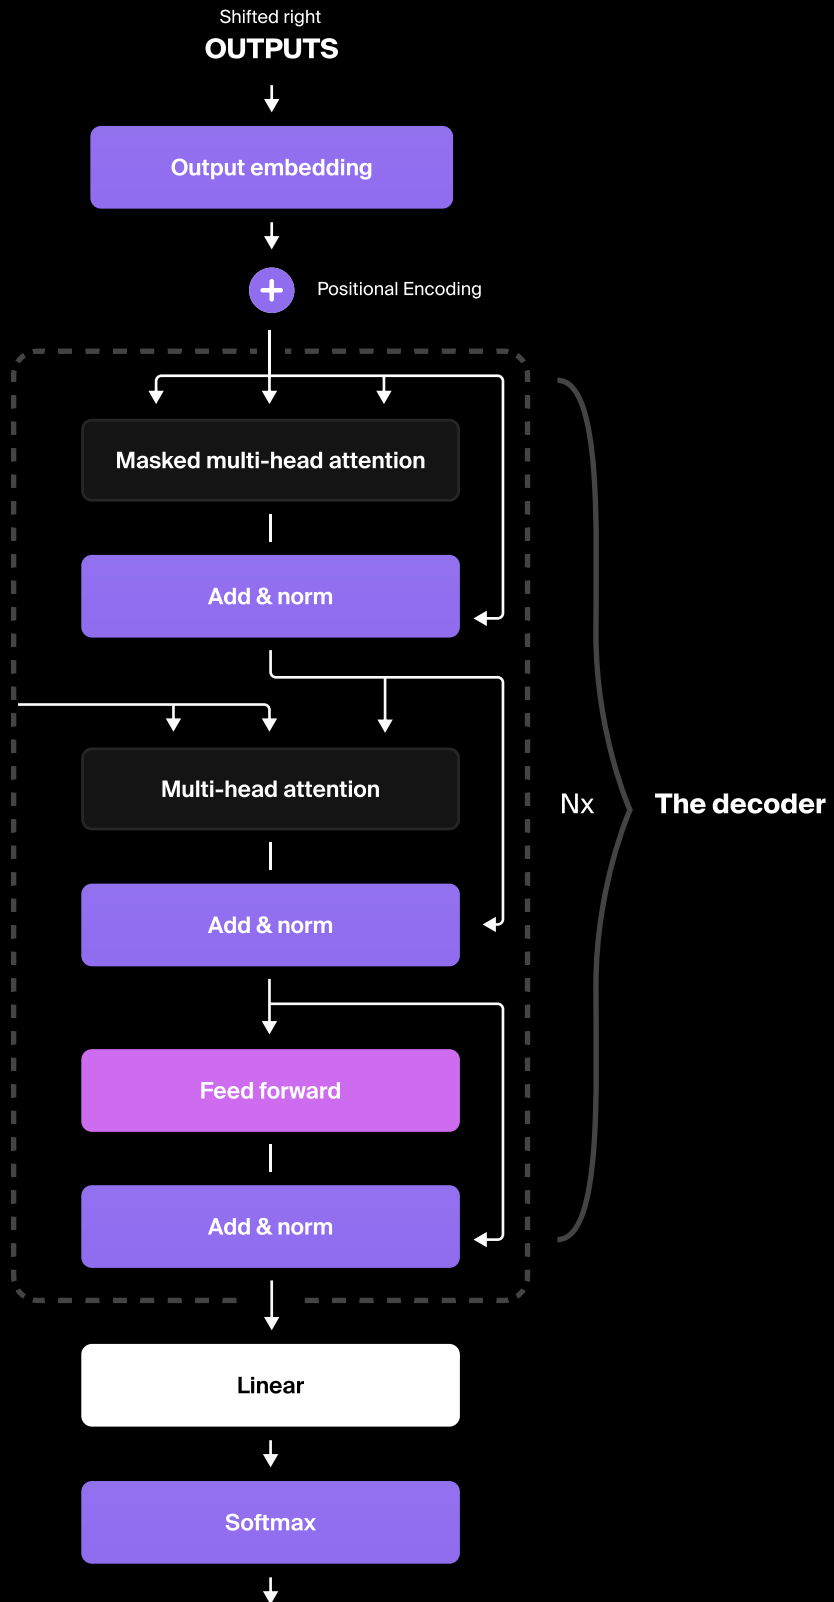 Shifted right
OUTPUTS
Output embedding
Positional Encoding
Masked multi-head attention
Add & norm
Multi-head attention
Nx
The decoder
Add & norm
Feed forward
Add & norm
Linear
Softmax